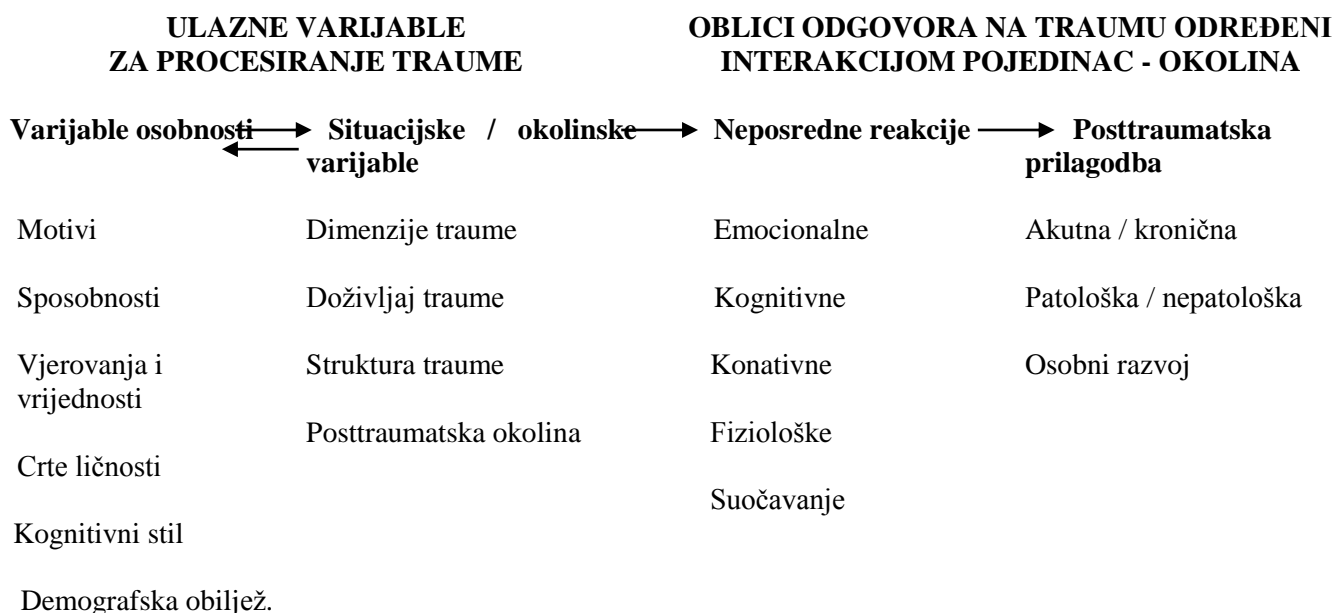 ULAZNE VARIJABLE
ZA PROCESIRANJE TRAUME
OBLICI ODGOVORA NA TRAUMU ODREĐENI
INTERAKCIJOM POJEDINAC - OKOLINA
Varijable osobnosti
Situacijske / okolinske
varijable
Neposredne reakcije
Posttraumatska
prilagodba
Motivi
Sposobnosti
Vjerovanja i
vrijednosti
Crte ličnosti
Kognitivni stil
Demografska obiljež.
Dimenzije traume
Doživljaj traume
Struktura traume
Posttraumatska okolina
Emocionalne
Kognitivne
Konativne
Fiziološke
Suočavanje
Akutna / kronična
Patološka / nepatološka
Osobni razvoj